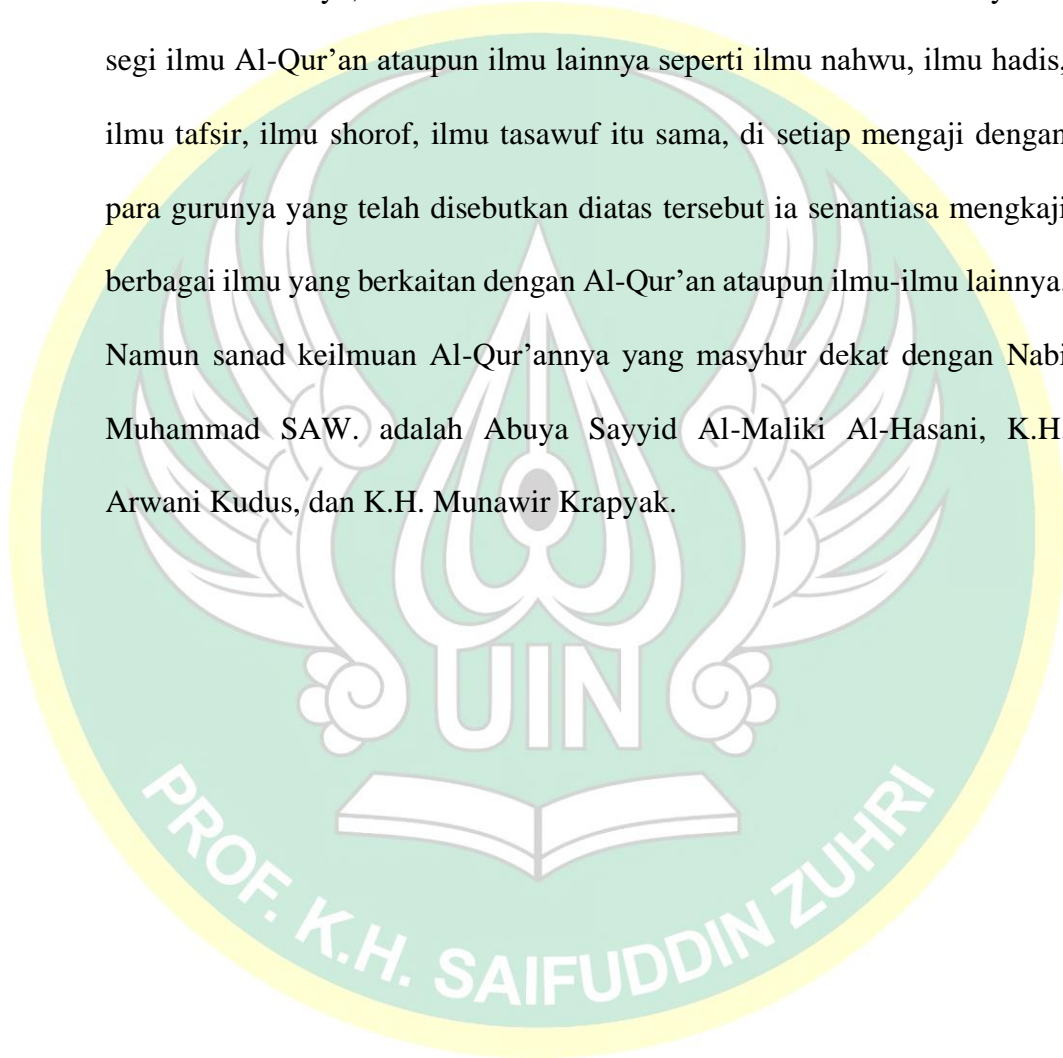 segi ilmu Al-Qur’an ataupun ilmu lainnya seperti ilmu nahwu, ilmu hadis,
ilmu tafsir, ilmu shorof, ilmu tasawuf itu sama, di setiap mengaji dengan
para gurunya yang telah disebutkan diatas tersebut ia senantiasa mengkaji
berbagai ilmu yang berkaitan dengan Al-Qur’an ataupun ilmu-ilmu lainnya.
Namun sanad keilmuan Al-Qur’annya yang masyhur dekat dengan Nabi
Muhammad SAW. adalah Abuya Sayyid Al-Maliki Al-Hasani, K.H.
Arwani Kudus, dan K.H. Munawir Krapyak.
UIN
PROF. K.H. SAIFUDDIN ZUHRI